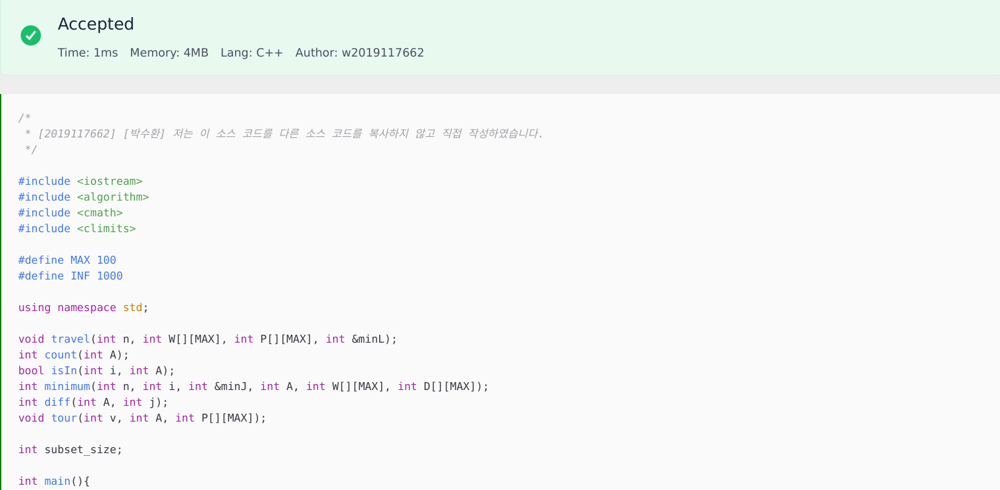 Accepted
Time: 1ms Memory: 4MB Lang: C++ Author: w2019117662
/*
 * [2019117662] [박수환] 저는 이 소스 코드를 다른 소스 코드를 복사하지 않고 직접 작성하였습니다.
 */
#include <iostream>
#include <algorithm>
#include <cmath>
#include <climits>
#define MAX 100
#define INF 1000
using namespace std;
void travel(int n, int W[][MAX], int P[][MAX], int &minL);
int count(int A);
bool isIn(int i, int A);
int minimum(int n, int i, int &minJ, int A, int W[][MAX], int D[][MAX]);
int diff(int A, int j);
void tour(int v, int A, int P[][MAX]);
int subset_size;
int main(){